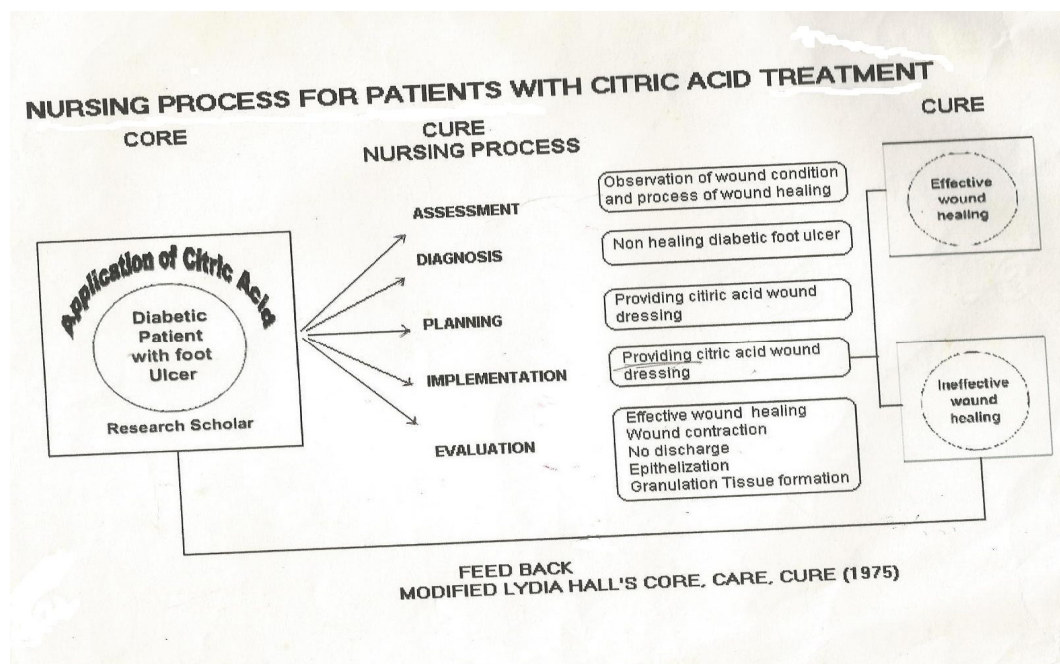 NURSING PROCESS FOR PATIENTS WITH CITRIC ACID TREATMENT
CORE
CURE
NURSING PROCESS
CURE
Application of Citric Acid
Diabetic
Patient
with foot
Ulcer
Research Scholar
ASSESSMENT
DIAGNOSIS
PLANNING
IMPLEMENTATION
EVALUATION
Observation of wound condition
and process of wound healing
Non healing diabetic foot ulcer
Providing citiric acid wound
dressing
Providing citric acid wound
dressing
Effective wound healing
Wound contraction
No discharge
Epithelization
Granulation Tissue formation
Effective
wound
healing
Ineffective
wound
healing
FEED BACK
MODIFIED LYDIA HALL'S CORE, CARE, CURE (1975)